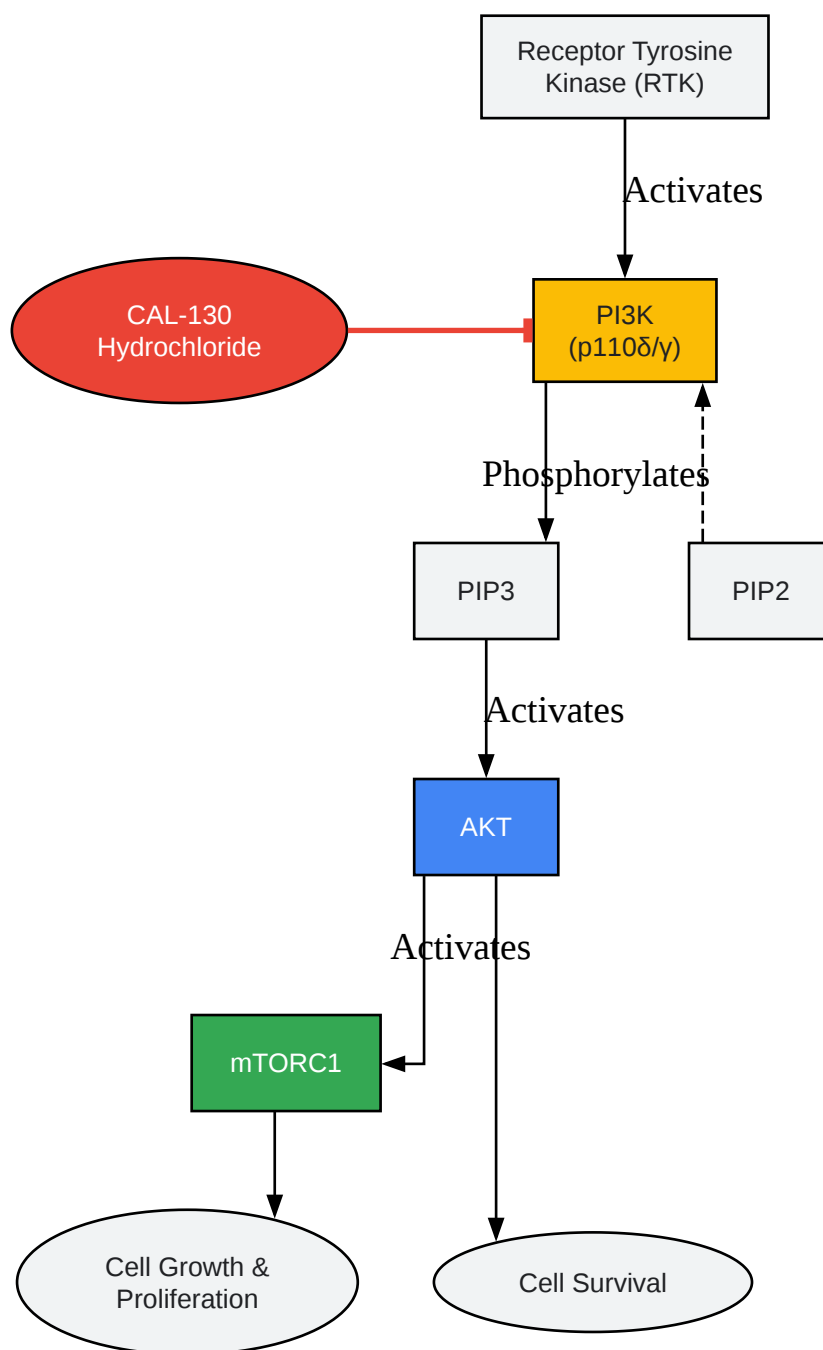 Receptor Tyrosine
Kinase (RTK)
Activates
CAL-130
Hydrochloride
PI3K
(p110δ/γ)
Phosphorylates
PIP3
PIP2
Activates
AKT
Activates
mTORC1
Cell Growth &
Proliferation
Cell Survival